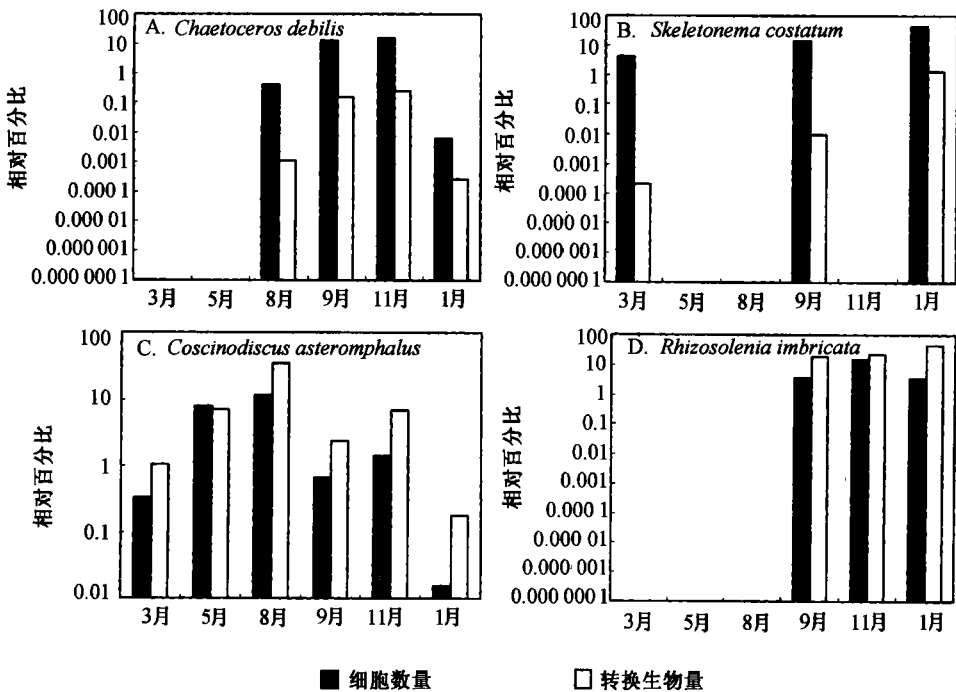 A. Chaetoceros debilis
相对百分比
100
10
1
0.1
0.01
0.001
0.000 1
0.000 01
0.000 001
0.000 000 1
3月 5月 8月 9月 11月 1月
B. Skeletonema costatum
相对百分比
100
10
1
0.1
0.01
0.001
0.000 1
0.000 01
0.000 001
0.000 000 1
3月 5月 8月 9月 11月 1月
C. Coscinodiscus asteromphalus
相对百分比
100
10
1
0.1
0.01
3月 5月 8月 9月 11月 1月
D. Rhizosolenia imbricata
相对百分比
100
10
1
0.1
0.01
0.001
0.000 1
0.000 01
0.000 001
0.000 000 1
3月 5月 8月 9月 11月 1月
细胞数量 转换生物量